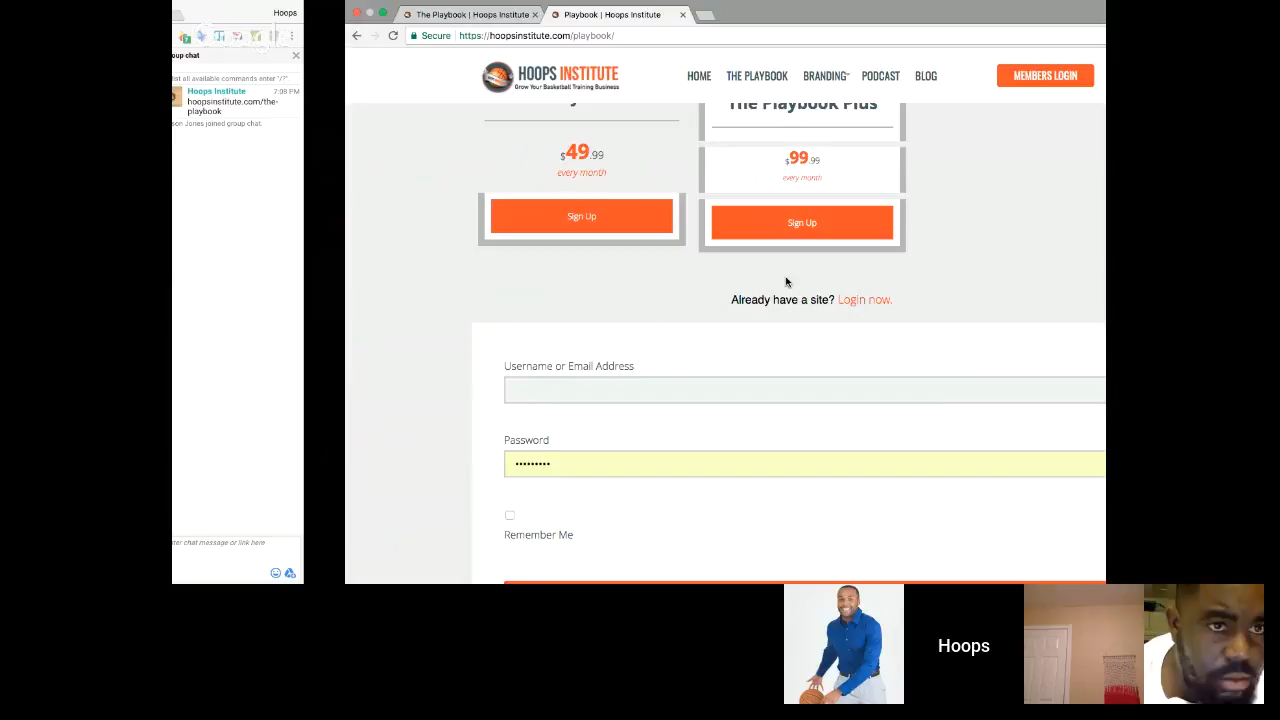 Hoops
The Playbook | Hoops Institute
Playbook | Hoops Institute
Secure
https://hoopsinstitute.com/playbook/
HOOPS INSTITUTE
Grow Your Basketball Training Business
HOME
THE PLAYBOOK
BRANDING
PODCAST
BLOG
MEMBERS LOGIN
oup chat
list all available commands enter "/?".
Hoops Institute
7:08 PM
hoopsinstitute.com/the-
playbook
son Jones joined group chat.
The Playbook Plus
$49.99
every month
Sign Up
$99.99
every month
Sign Up
Already have a site? Login now.
Username or Email Address
Password
Remember Me
ter chat message or link here
Hoops